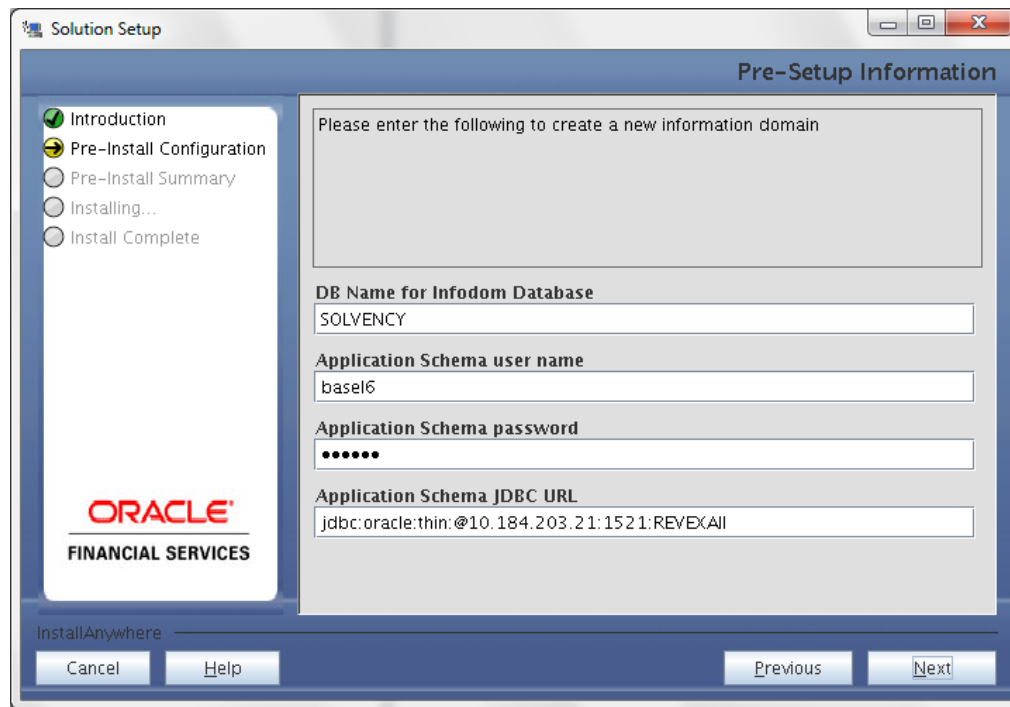 Solution Setup
Pre-Setup Information
Introduction
Pre-Install Configuration
Pre-Install Summary
Installing...
Install Complete
ORACLE®
FINANCIAL SERVICES
Please enter the following to create a new information domain
DB Name for Infodom Database
SOLVENCY
Application Schema user name
basel6
Application Schema password
••••••
Application Schema JDBC URL
jdbc:oracle:thin:@10.184.203.21:1521:REVEXAII
InstallAnywhere
Cancel
Help
Previous
Next